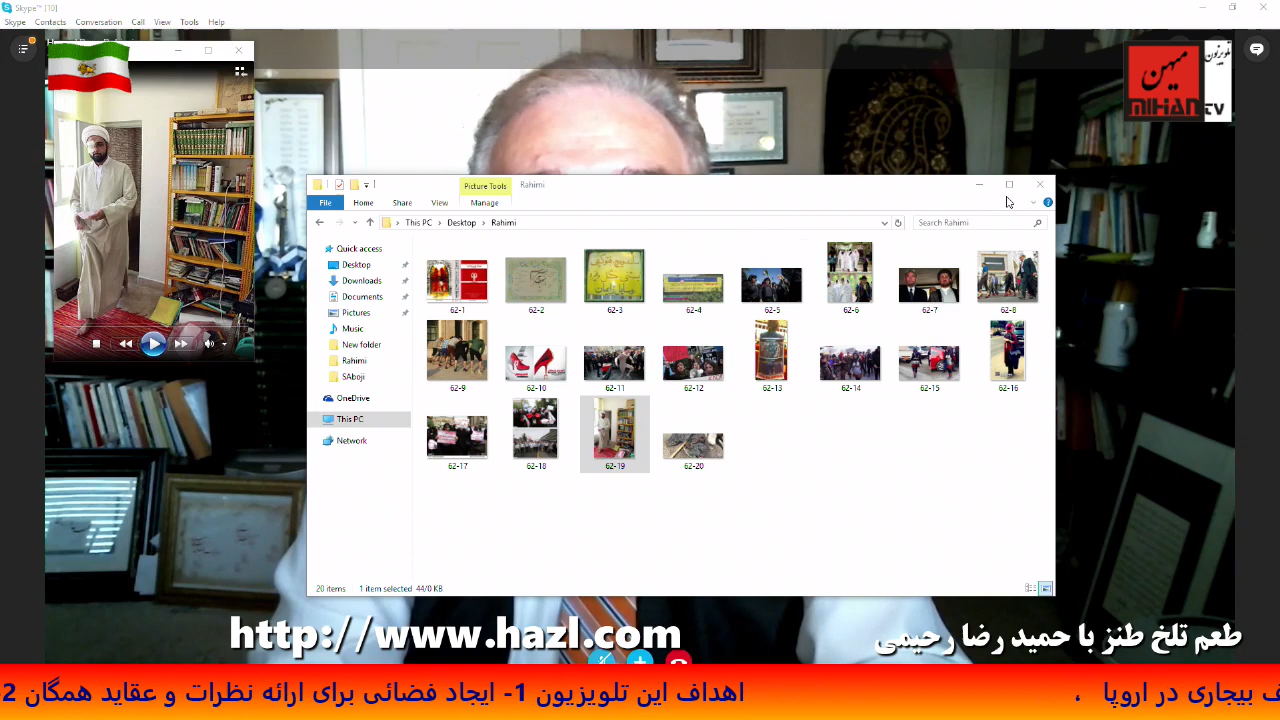 Skype™ [10]
Skype Contacts Conversation Call View Tools Help
میهن
تلویزیون
MIHAN TV
Picture Tools Rahimi
File Home Share View Manage
This PC > Desktop > Rahimi
Search Rahimi
Quick access
Desktop
Downloads
Documents
Pictures
Music
New folder
Rahimi
SAboji
OneDrive
This PC
Network
62-1 62-2 62-3 62-4 62-5 62-6 62-7 62-8
62-9 62-10 62-11 62-12 62-13 62-14 62-15 62-16
62-17 62-18 62-19 62-20
20 items 1 item selected 44/0 KB
http://www.hazl.com
طعم تلخ طنز با حمید رضا رحیمی
ف بیجاری در اروپا ،
اهداف این تلویزیون 1- ایجاد فضائی برای ارائه نظرات و عقاید همگان 2-